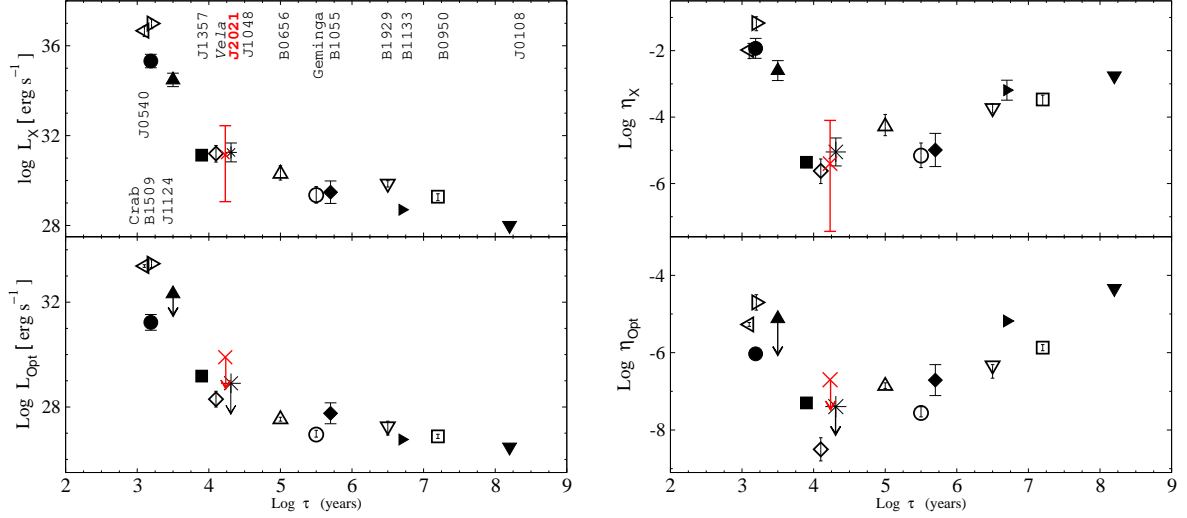 36
32
28
log L_X [ erg s⁻¹ ]
J1357
Vela
J2021
J1048
B0656
Geminga
B1055
B1929
B1133
B0950
J0108
J0540
Crab
B1509
J1124
-2
-4
-6
Log η_X
32
28
24
Log L_Opt [ erg s⁻¹ ]
2 3 4 5 6 7 8 9
Log τ (years)
-4
-6
-8
Log η_Opt
2 3 4 5 6 7 8 9
Log τ (years)